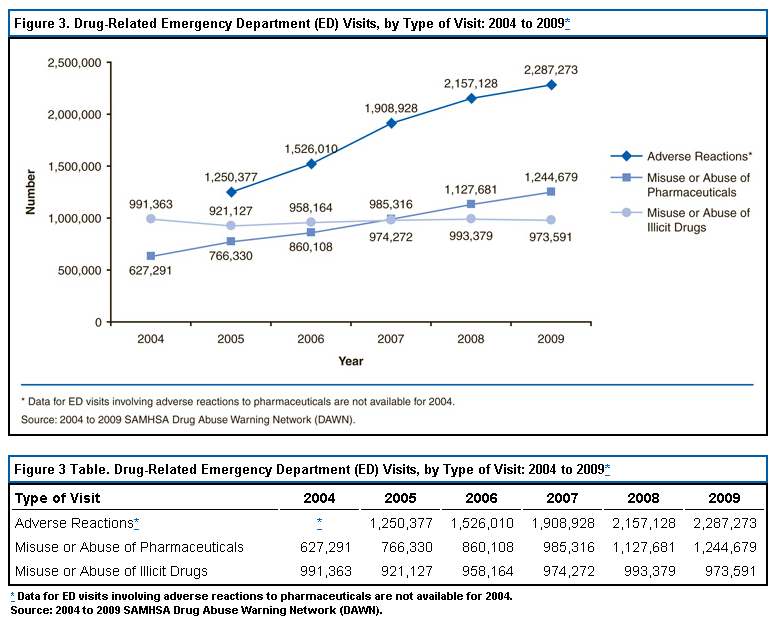 Figure 3. Drug-Related Emergency Department (ED) Visits, by Type of Visit: 2004 to 2009*
2,500,000
2,000,000
1,500,000
1,000,000
500,000
0
Number
2,287,273
2,157,128
1,908,928
1,526,010
1,250,377
1,244,679
1,127,681
991,363
921,127
958,164
985,316
627,291
766,330
860,108
974,272
993,379
973,591
2004 2005 2006 2007 2008 2009
Year
Adverse Reactions*
Misuse or Abuse of
Pharmaceuticals
Misuse or Abuse of
Illicit Drugs
* Data for ED visits involving adverse reactions to pharmaceuticals are not available for 2004.
Source: 2004 to 2009 SAMHSA Drug Abuse Warning Network (DAWN).
Figure 3 Table. Drug-Related Emergency Department (ED) Visits, by Type of Visit: 2004 to 2009*
Type of Visit 2004 2005 2006 2007 2008 2009
Adverse Reactions* * 1,250,377 1,526,010 1,908,928 2,157,128 2,287,273
Misuse or Abuse of Pharmaceuticals 627,291 766,330 860,108 985,316 1,127,681 1,244,679
Misuse or Abuse of Illicit Drugs 991,363 921,127 958,164 974,272 993,379 973,591
* Data for ED visits involving adverse reactions to pharmaceuticals are not available for 2004.
Source: 2004 to 2009 SAMHSA Drug Abuse Warning Network (DAWN).